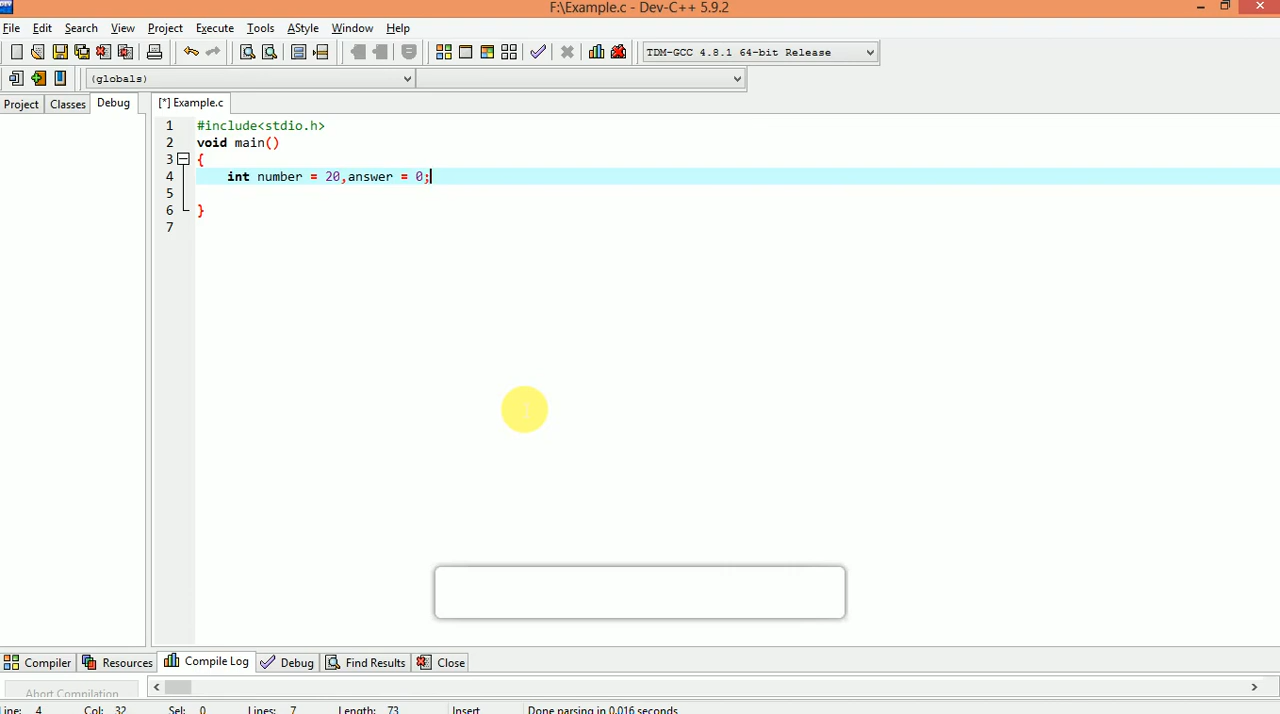 F:\Example.c - Dev-C++ 5.9.2
File Edit Search View Project Execute Tools AStyle Window Help
TDM-GCC 4.8.1 64-bit Release
(globals)
Project Classes Debug [*] Example.c
1 #include<stdio.h>
2 void main()
3 {
4 int number = 20,answer = 0;
5
6 }
7
Compiler Resources Compile Log Debug Find Results Close
Abort Compilation
Line: 4 Col: 32 Sel: 0 Lines: 7 Length: 73 Insert Done parsing in 0.016 seconds